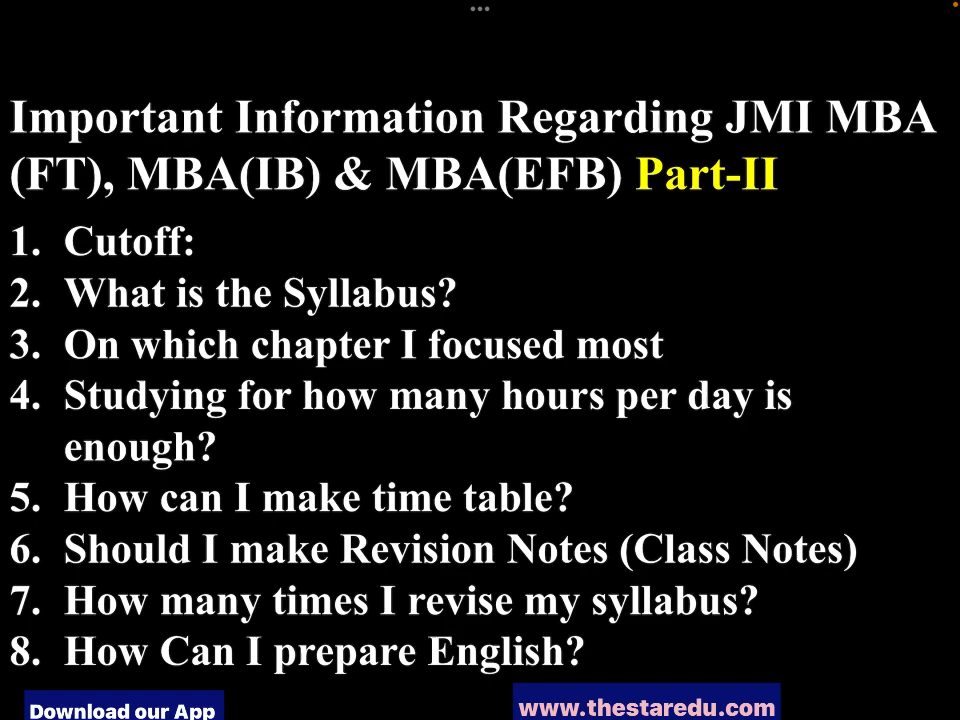 Important Information Regarding JMI MBA
(FT), MBA(IB) & MBA(EFB) Part-II
1. Cutoff:
2. What is the Syllabus?
3. On which chapter I focused most
4. Studying for how many hours per day is
enough?
5. How can I make time table?
6. Should I make Revision Notes (Class Notes)
7. How many times I revise my syllabus?
8. How Can I prepare English?
Download our App
www.thestaredu.com